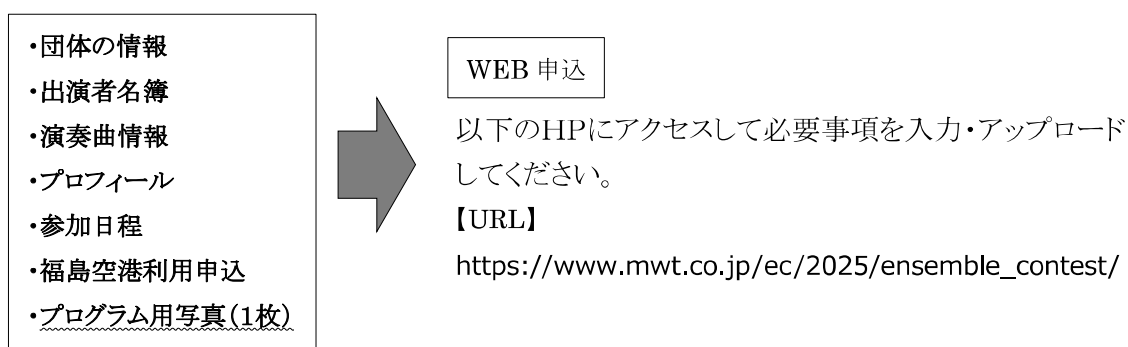 ・団体の情報
・出演者名簿
・演奏曲情報
・プロフィール
・参加日程
・福島空港利用申込
・プログラム用写真(1枚)
WEB 申込
以下のHPにアクセスして必要事項を入力・アップロード
してください。
【URL】
https://www.mwt.co.jp/ec/2025/ensemble_contest/